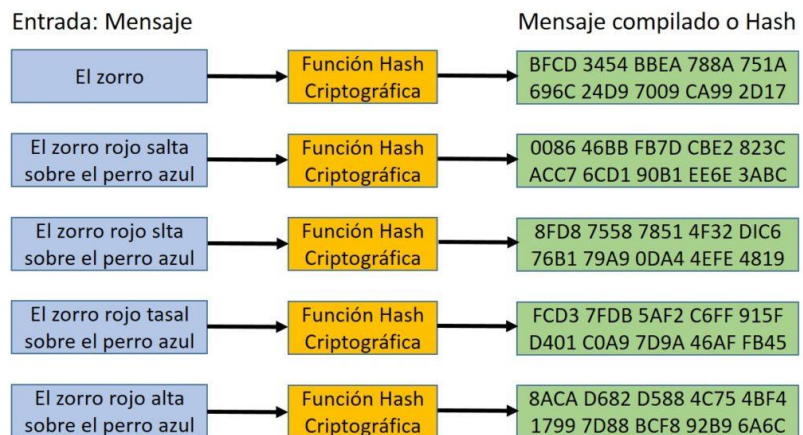 Entrada: Mensaje
Mensaje compilado o Hash
El zorro
Función Hash
Criptográfica
BFCD 3454 BBEA 788A 751A
696C 24D9 7009 CA99 2D17
El zorro rojo salta
sobre el perro azul
Función Hash
Criptográfica
0086 46BB FB7D CBE2 823C
ACC7 6CD1 90B1 EE6E 3ABC
El zorro rojo slta
sobre el perro azul
Función Hash
Criptográfica
8FD8 7558 7851 4F32 DIC6
76B1 79A9 0DA4 4EFE 4819
El zorro rojo tasal
sobre el perro azul
Función Hash
Criptográfica
FCD3 7FDB 5AF2 C6FF 915F
D401 C0A9 7D9A 46AF FB45
El zorro rojo alta
sobre el perro azul
Función Hash
Criptográfica
8ACA D682 D588 4C75 4BF4
1799 7D88 BCF8 92B9 6A6C